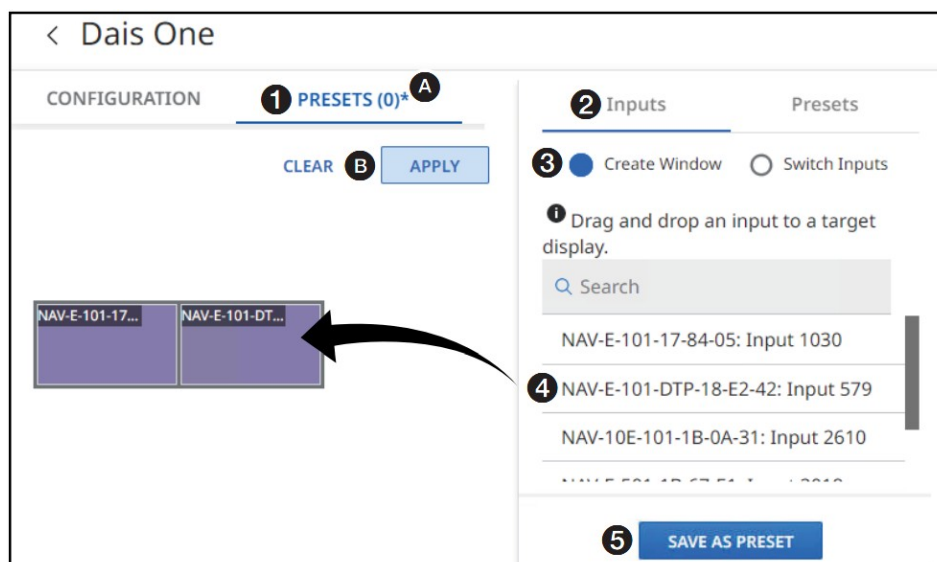 < Dais One
CONFIGURATION
1 PRESETS (0)* A
2 Inputs
Presets
CLEAR B APPLY
3 Create Window
Switch Inputs
i Drag and drop an input to a target
display.
Search
NAV-E-101-17...
NAV-E-101-DT...
NAV-E-101-17-84-05: Input 1030
4 NAV-E-101-DTP-18-E2-42: Input 579
NAV-10E-101-1B-0A-31: Input 2610
5 SAVE AS PRESET